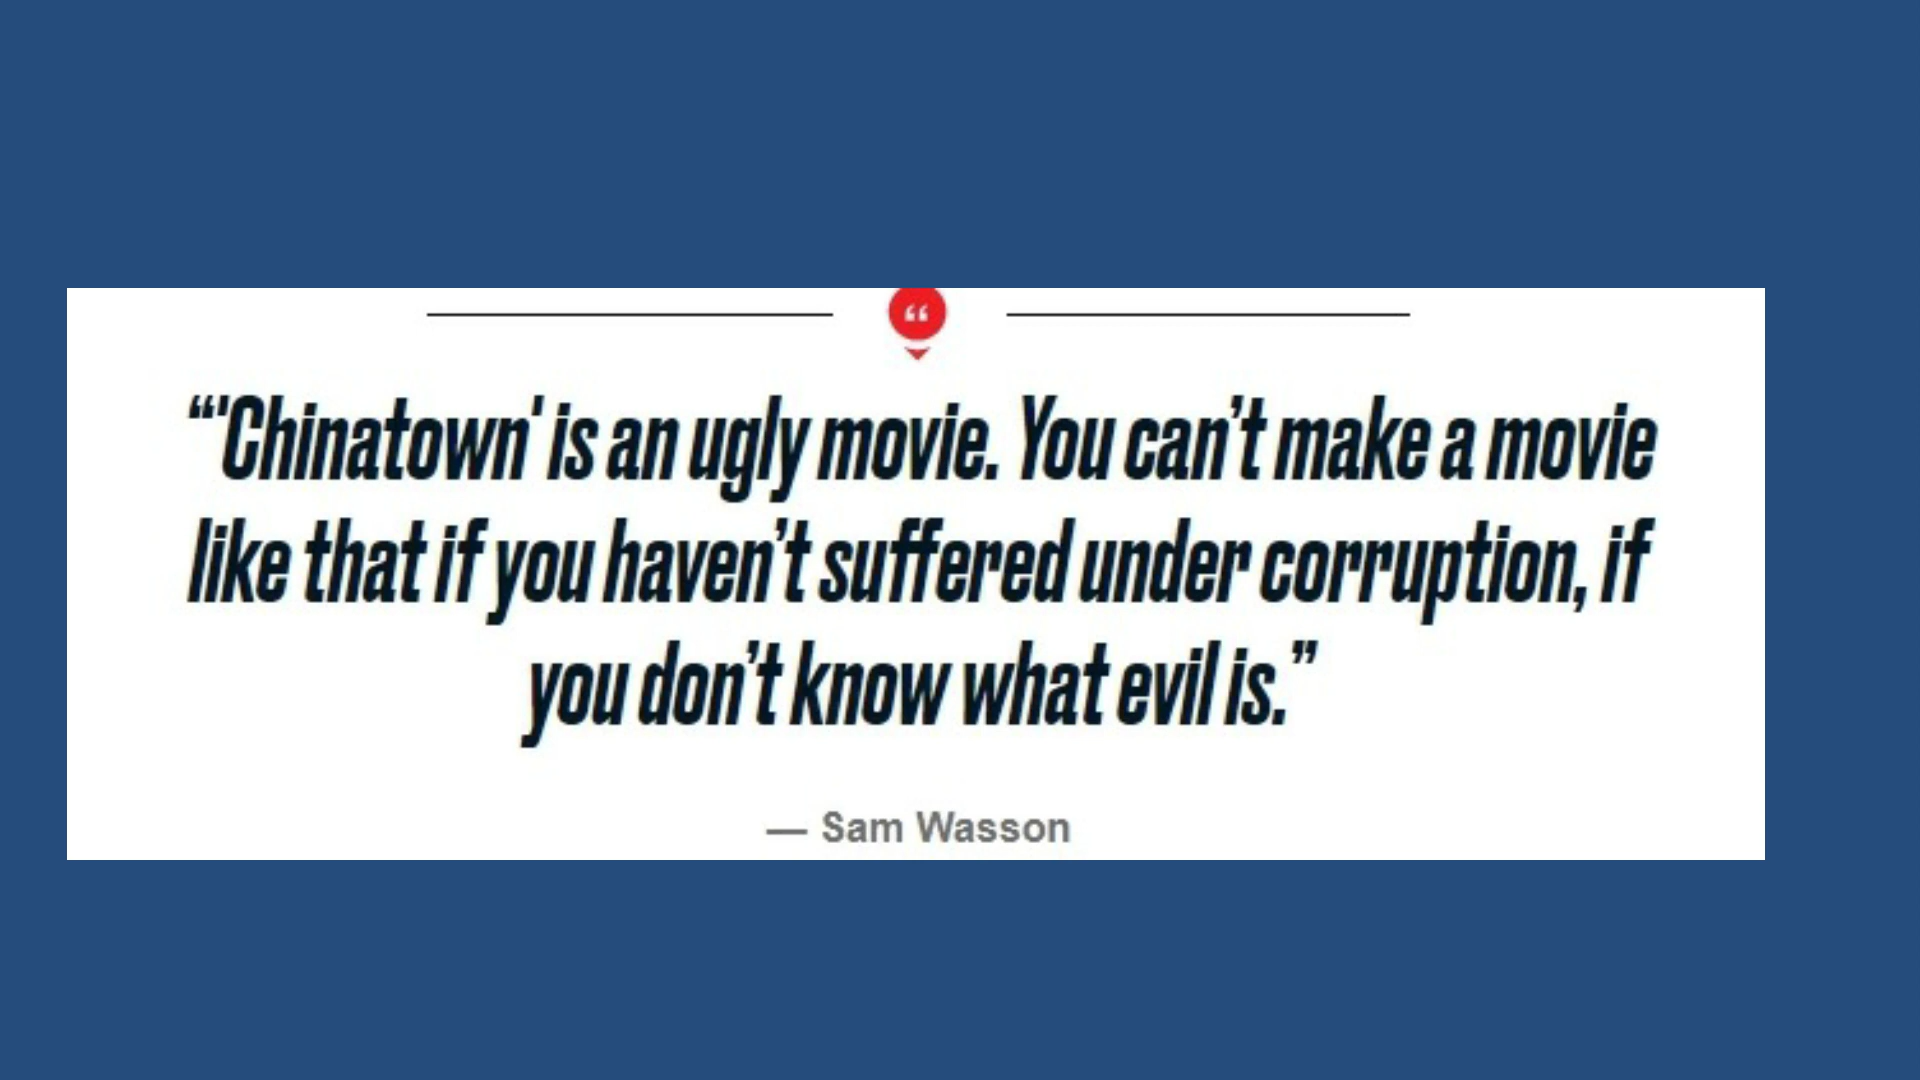 “
“'Chinatown' is an ugly movie. You can’t make a movie
like that if you haven’t suffered under corruption, if
you don’t know what evil is.”
— Sam Wasson